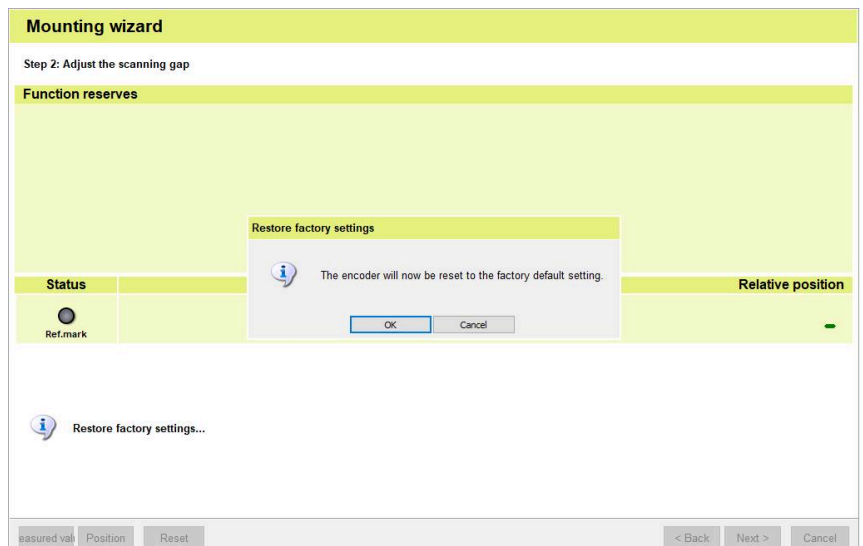 Mounting wizard
Step 2: Adjust the scanning gap
Function reserves
Restore factory settings
The encoder will now be reset to the factory default setting.
OK Cancel
Status Relative position
Ref.mark
Restore factory settings...
easured valu Position Reset < Back Next > Cancel